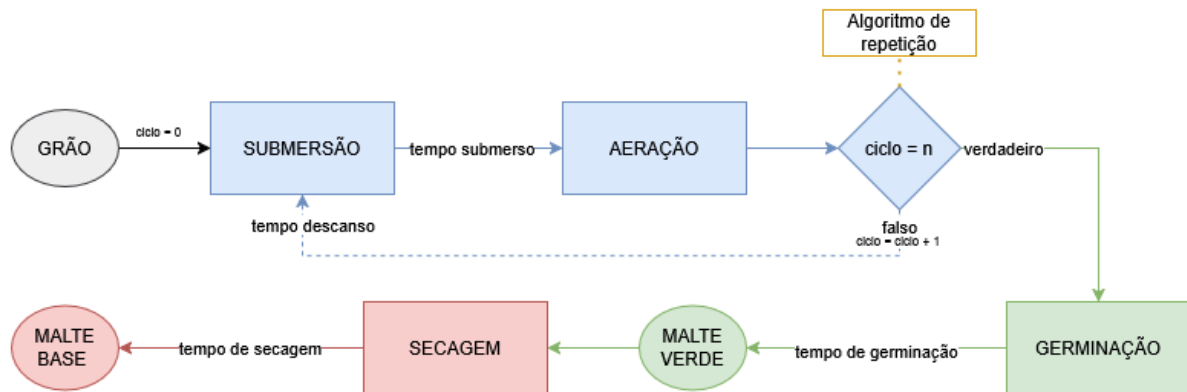 Algoritmo de
repetição
GRÃO
ciclo = 0
SUBMERSÃO
tempo submerso
AERAÇÃO
ciclo = n
verdadeiro
tempo descanso
falso
ciclo = ciclo + 1
MALTE
BASE
tempo de secagem
SECAGEM
MALTE
VERDE
tempo de germinação
GERMINAÇÃO